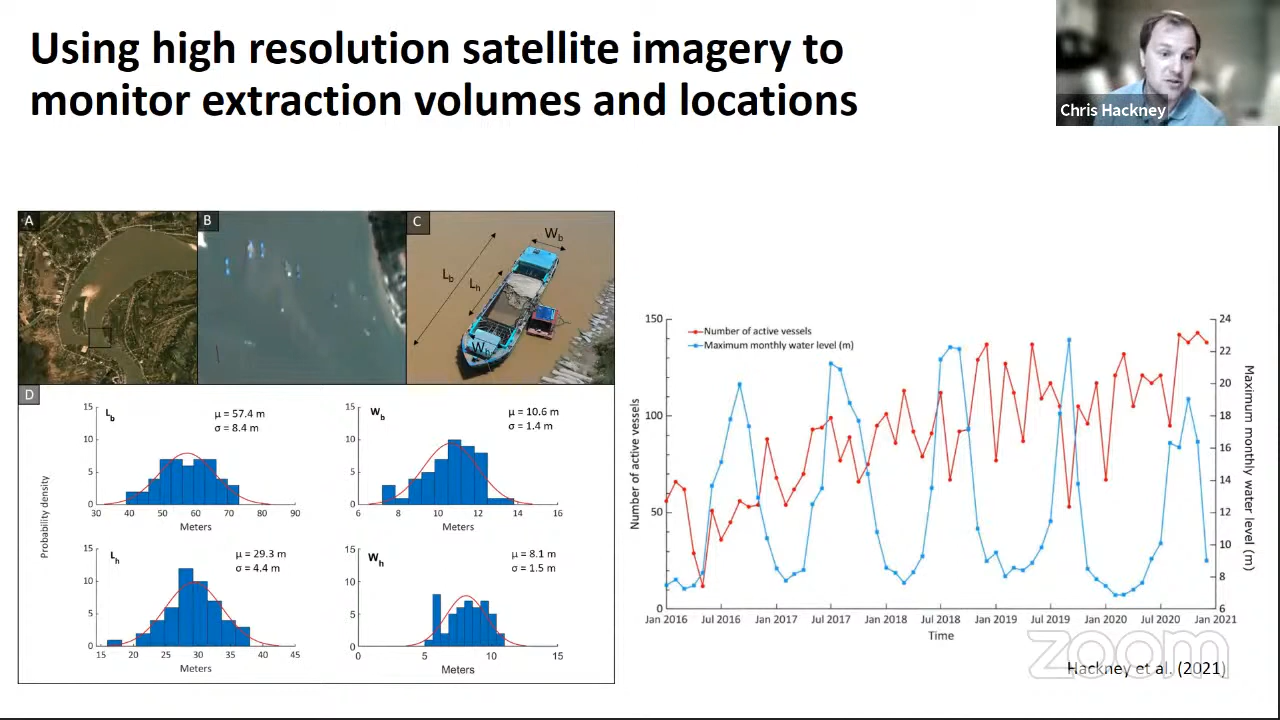 Using high resolution satellite imagery to
monitor extraction volumes and locations
Chris Hackney
A
B
C
Wb
Lb
Lh
Wh
D
Probability density
Lb
μ = 57.4 m
σ = 8.4 m
15
10
5
0
30 40 50 60 70 80 90
Meters
Wb
μ = 10.6 m
σ = 1.4 m
15
10
5
0
6 8 10 12 14 16
Meters
Lh
μ = 29.3 m
σ = 4.4 m
15
10
5
0
15 20 25 30 35 40 45
Meters
Wh
μ = 8.1 m
σ = 1.5 m
15
10
5
0
0 5 10 15
Meters
Number of active vessels
Maximum monthly water level (m)
Number of active vessels
150
100
50
0
24
22
20
18
16
14
12
10
8
6
Maximum monthly water level (m)
Jan 2016 Jul 2016 Jan 2017 Jul 2017 Jan 2018 Jul 2018 Jan 2019 Jul 2019 Jan 2020 Jul 2020 Jan 2021
Time
zoom
Hackney et al. (2021)